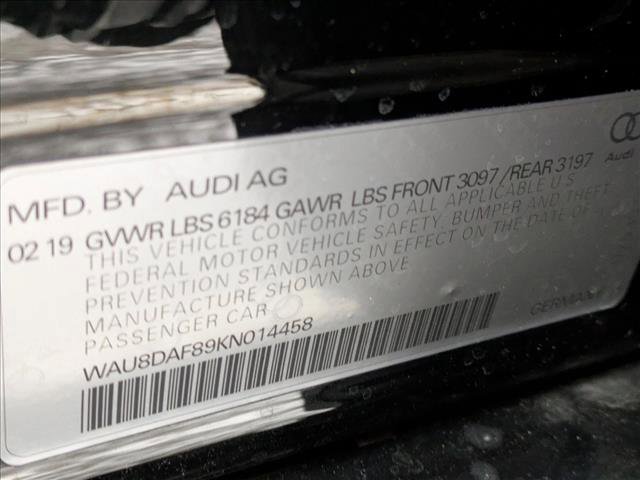 MFD. BY AUDI AG
02 19 GVWR LBS 6184 GAWR LBS FRONT 3097/REAR 3197
THIS VEHICLE CONFORMS TO ALL APPLICABLE U S
FEDERAL MOTOR VEHICLE SAFETY, BUMPER AND THEFT
PREVENTION STANDARDS IN EFFECT ON THE DATE OF
MANUFACTURE SHOWN ABOVE
PASSENGER CAR
WAU8DAF89KN014458
GERMANY
Audi